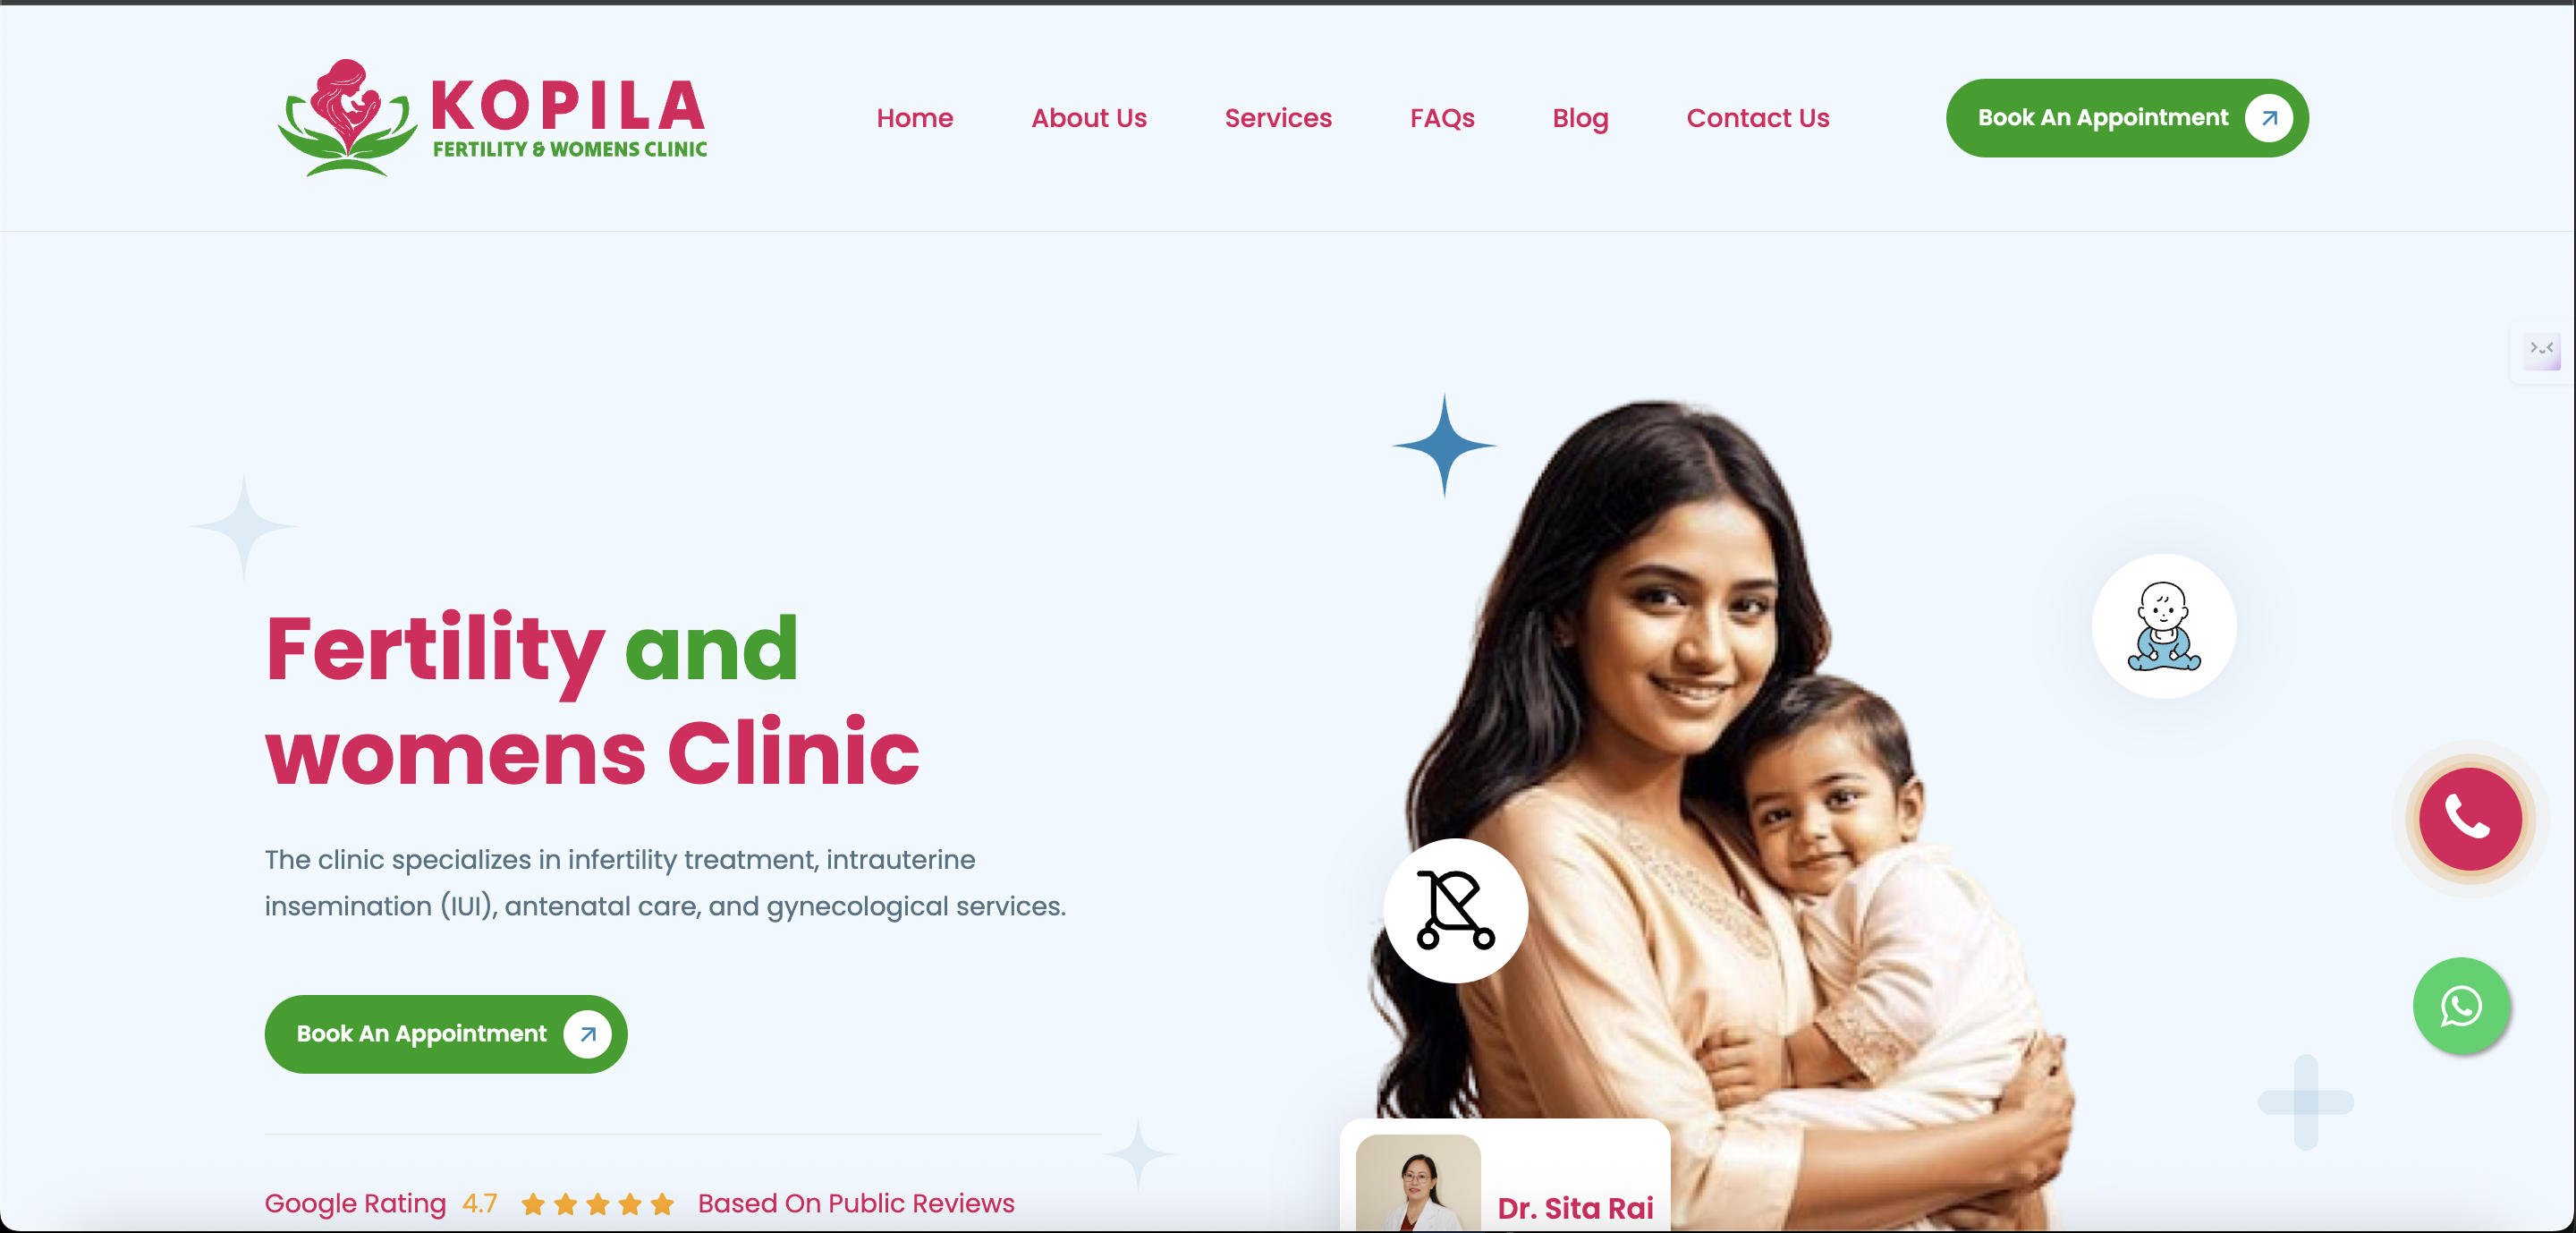 KOPILA
FERTILITY & WOMENS CLINIC
Home
About Us
Services
FAQs
Blog
Contact Us
Book An Appointment
Fertility and
womens Clinic
The clinic specializes in infertility treatment, intrauterine
insemination (IUI), antenatal care, and gynecological services.
Book An Appointment
Google Rating 4.7 Based On Public Reviews
Dr. Sita Rai